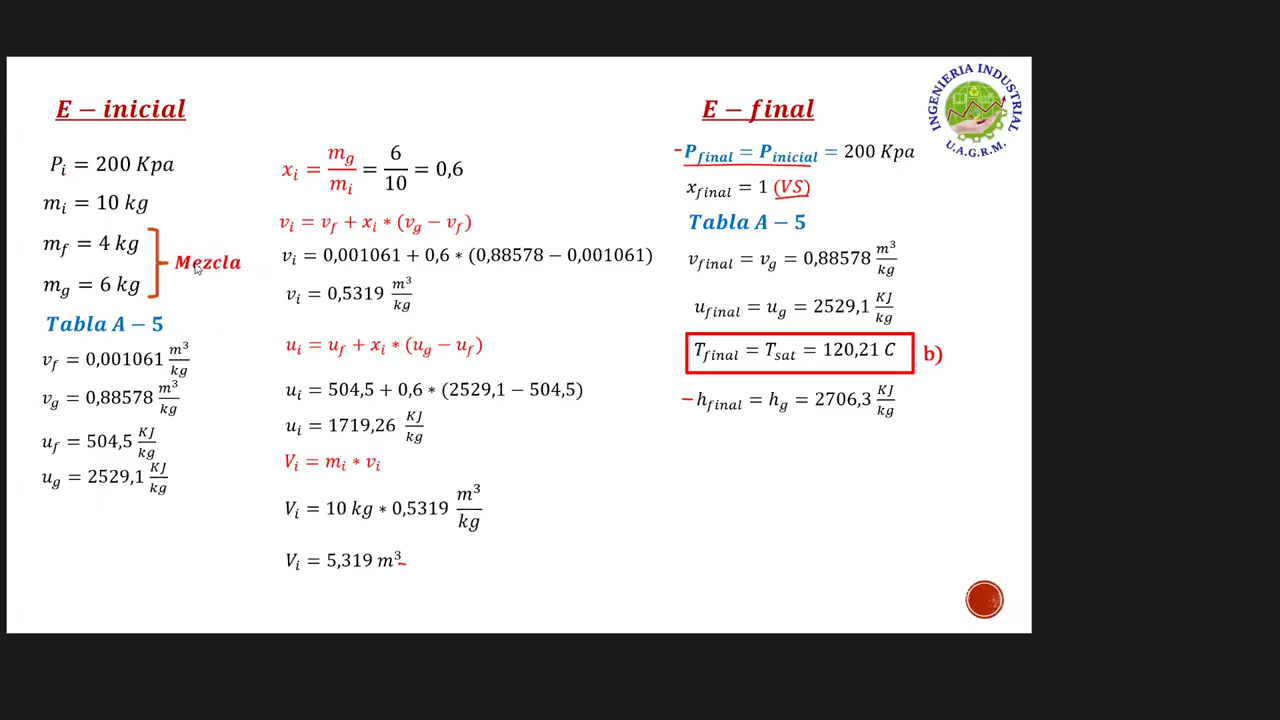 E − inicial
P_i = 200 Kpa
m_i = 10 kg
m_f = 4 kg
m_g = 6 kg
Mezcla
Tabla A − 5
v_f = 0,001061 m³/kg
v_g = 0,88578 m³/kg
u_f = 504,5 KJ/kg
u_g = 2529,1 KJ/kg
x_i = m_g/m_i = 6/10 = 0,6
v_i = v_f + x_i ∗ (v_g − v_f)
v_i = 0,001061 + 0,6 ∗ (0,88578 − 0,001061)
v_i = 0,5319 m³/kg
u_i = u_f + x_i ∗ (u_g − u_f)
u_i = 504,5 + 0,6 ∗ (2529,1 − 504,5)
u_i = 1719,26 KJ/kg
V_i = m_i ∗ v_i
V_i = 10 kg ∗ 0,5319 m³/kg
V_i = 5,319 m³
E − final
P_final = P_inicial = 200 Kpa
x_final = 1 (VS)
Tabla A − 5
v_final = v_g = 0,88578 m³/kg
u_final = u_g = 2529,1 KJ/kg
T_final = T_sat = 120,21 C b)
h_final = h_g = 2706,3 KJ/kg
INGENIERIA INDUSTRIAL
U.A.G.R.M.